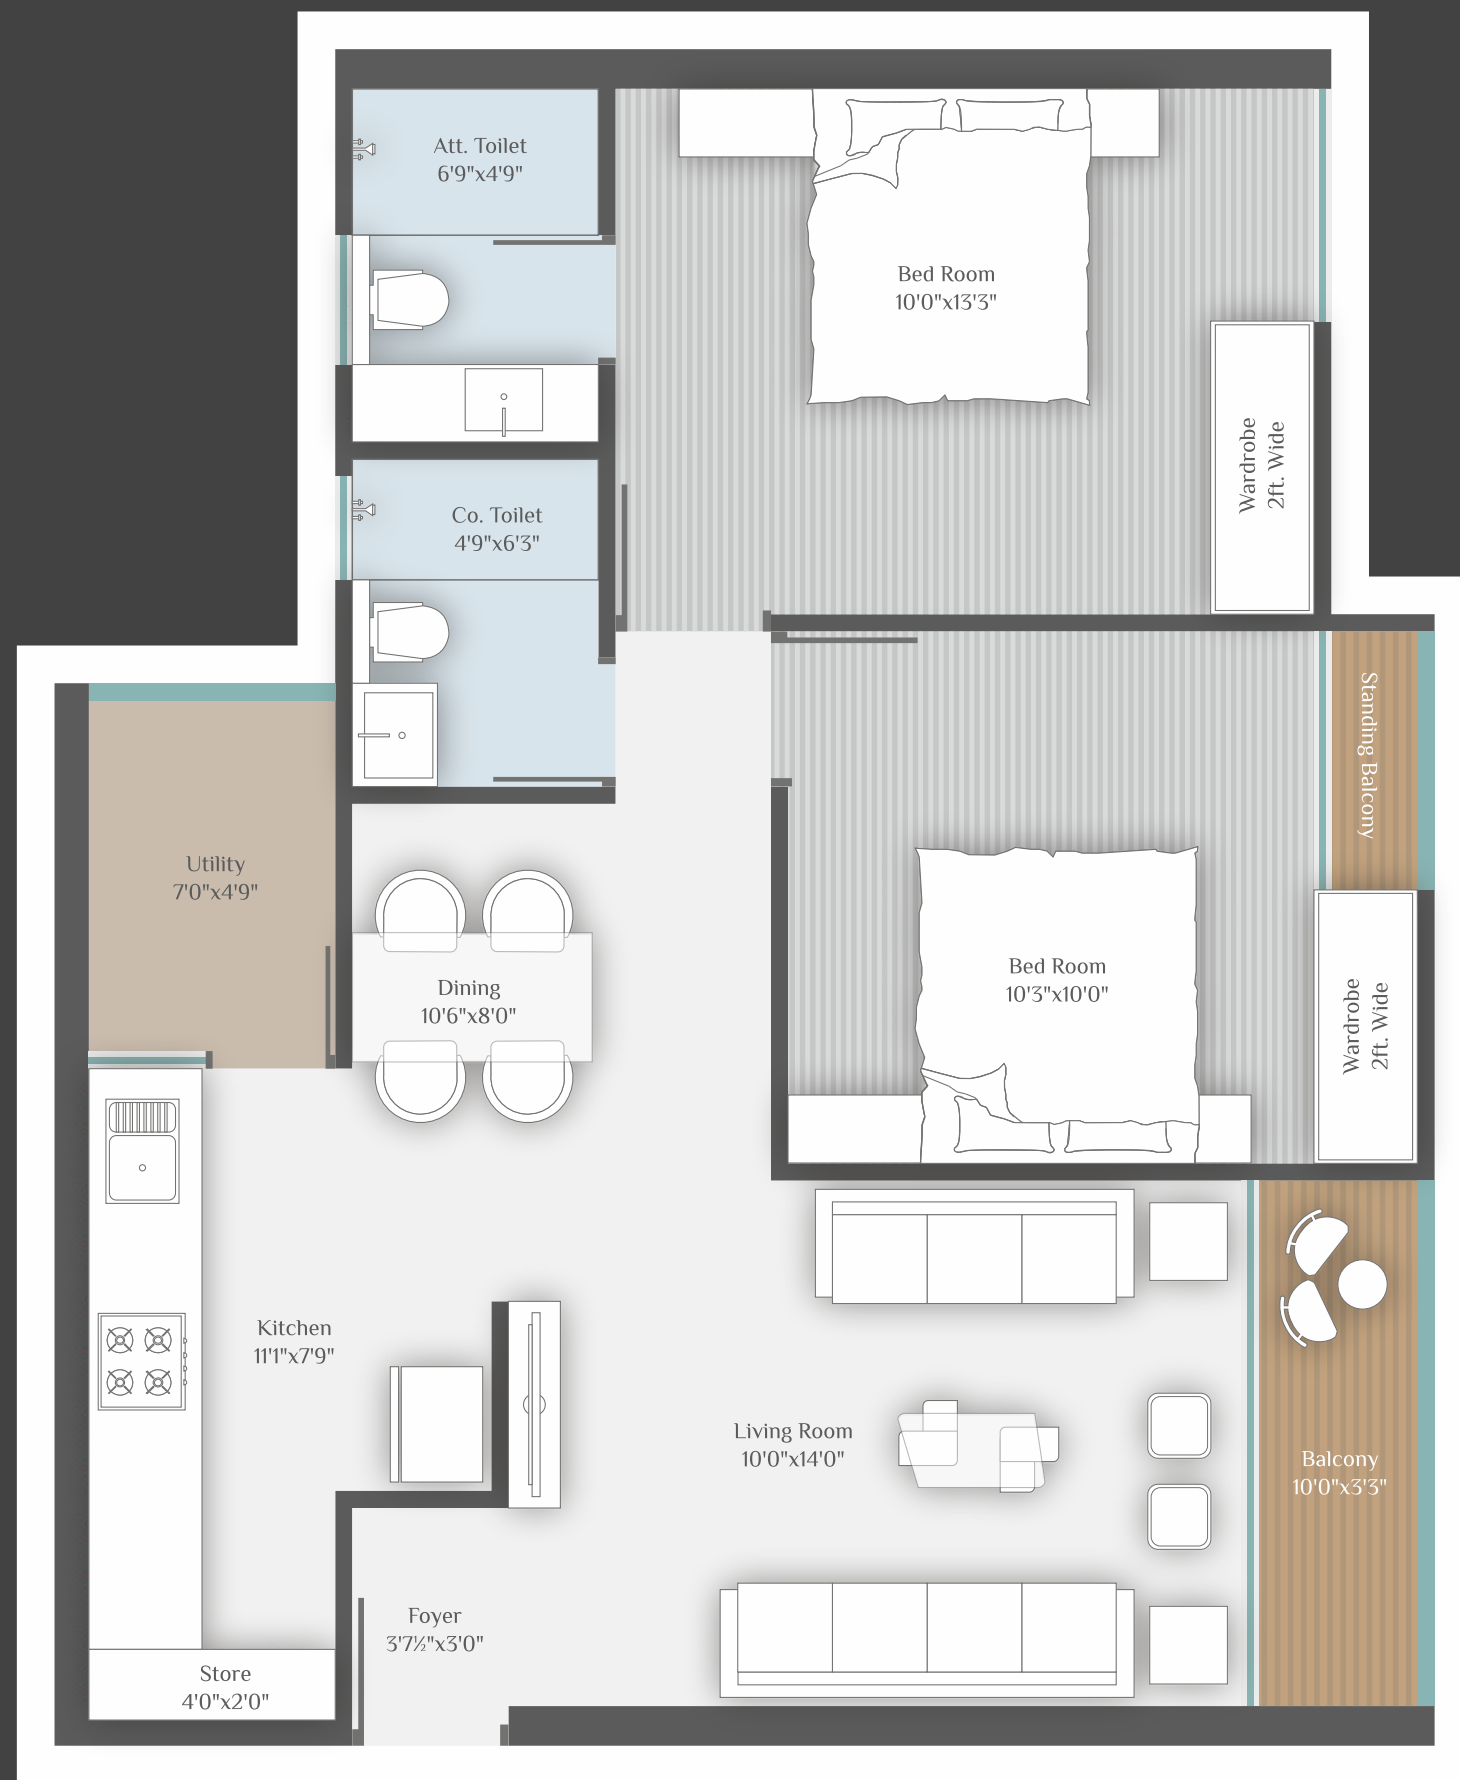 Att. Toilet
6'9"x4'9"
Bed Room
10'0"x13'3"
Wardrobe
2ft. Wide
Co. Toilet
4'9"x6'3"
Standing Balcony
Utility
7'0"x4'9"
Dining
10'6"x8'0"
Bed Room
10'3"x10'0"
Wardrobe
2ft. Wide
Kitchen
11'1"x7'9"
Living Room
10'0"x14'0"
Balcony
10'0"x3'3"
Foyer
3'7½"x3'0"
Store
4'0"x2'0"